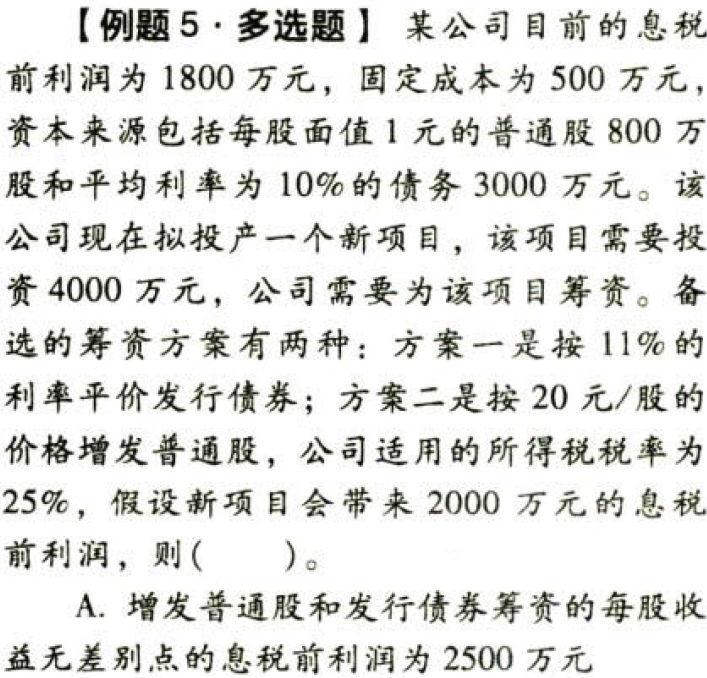 【例题5·多选题】 某公司目前的息税
前利润为1800万元，固定成本为500万元，
资本来源包括每股面值1元的普通股800万
股和平均利率为10%的债务3000万元。该
公司现在拟投产一个新项目，该项目需要投
资4000万元，公司需要为该项目筹资。备
选的筹资方案有两种：方案一是按11%的
利率平价发行债券；方案二是按20元/股的
价格增发普通股，公司适用的所得税税率为
25%，假设新项目会带来2000万元的息税
前利润，则(　　)。
A. 增发普通股和发行债券筹资的每股收
益无差别点的息税前利润为2500万元